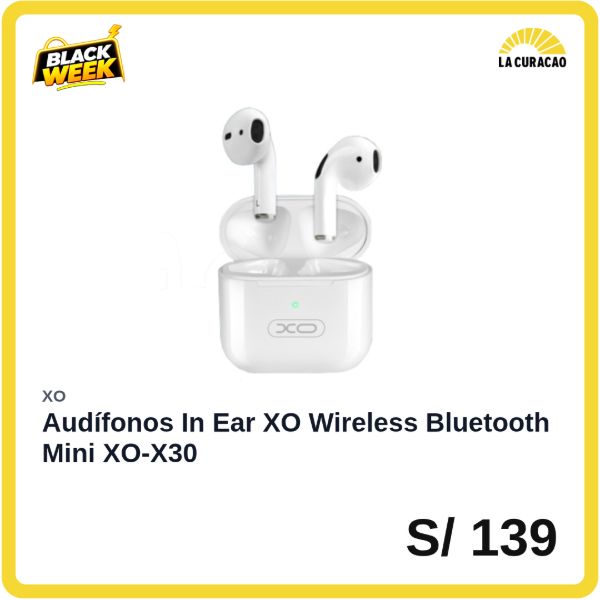 BLACK
WEEK
LA CURACAO
XO
XO
Audífonos In Ear XO Wireless Bluetooth
Mini XO-X30
S/ 139